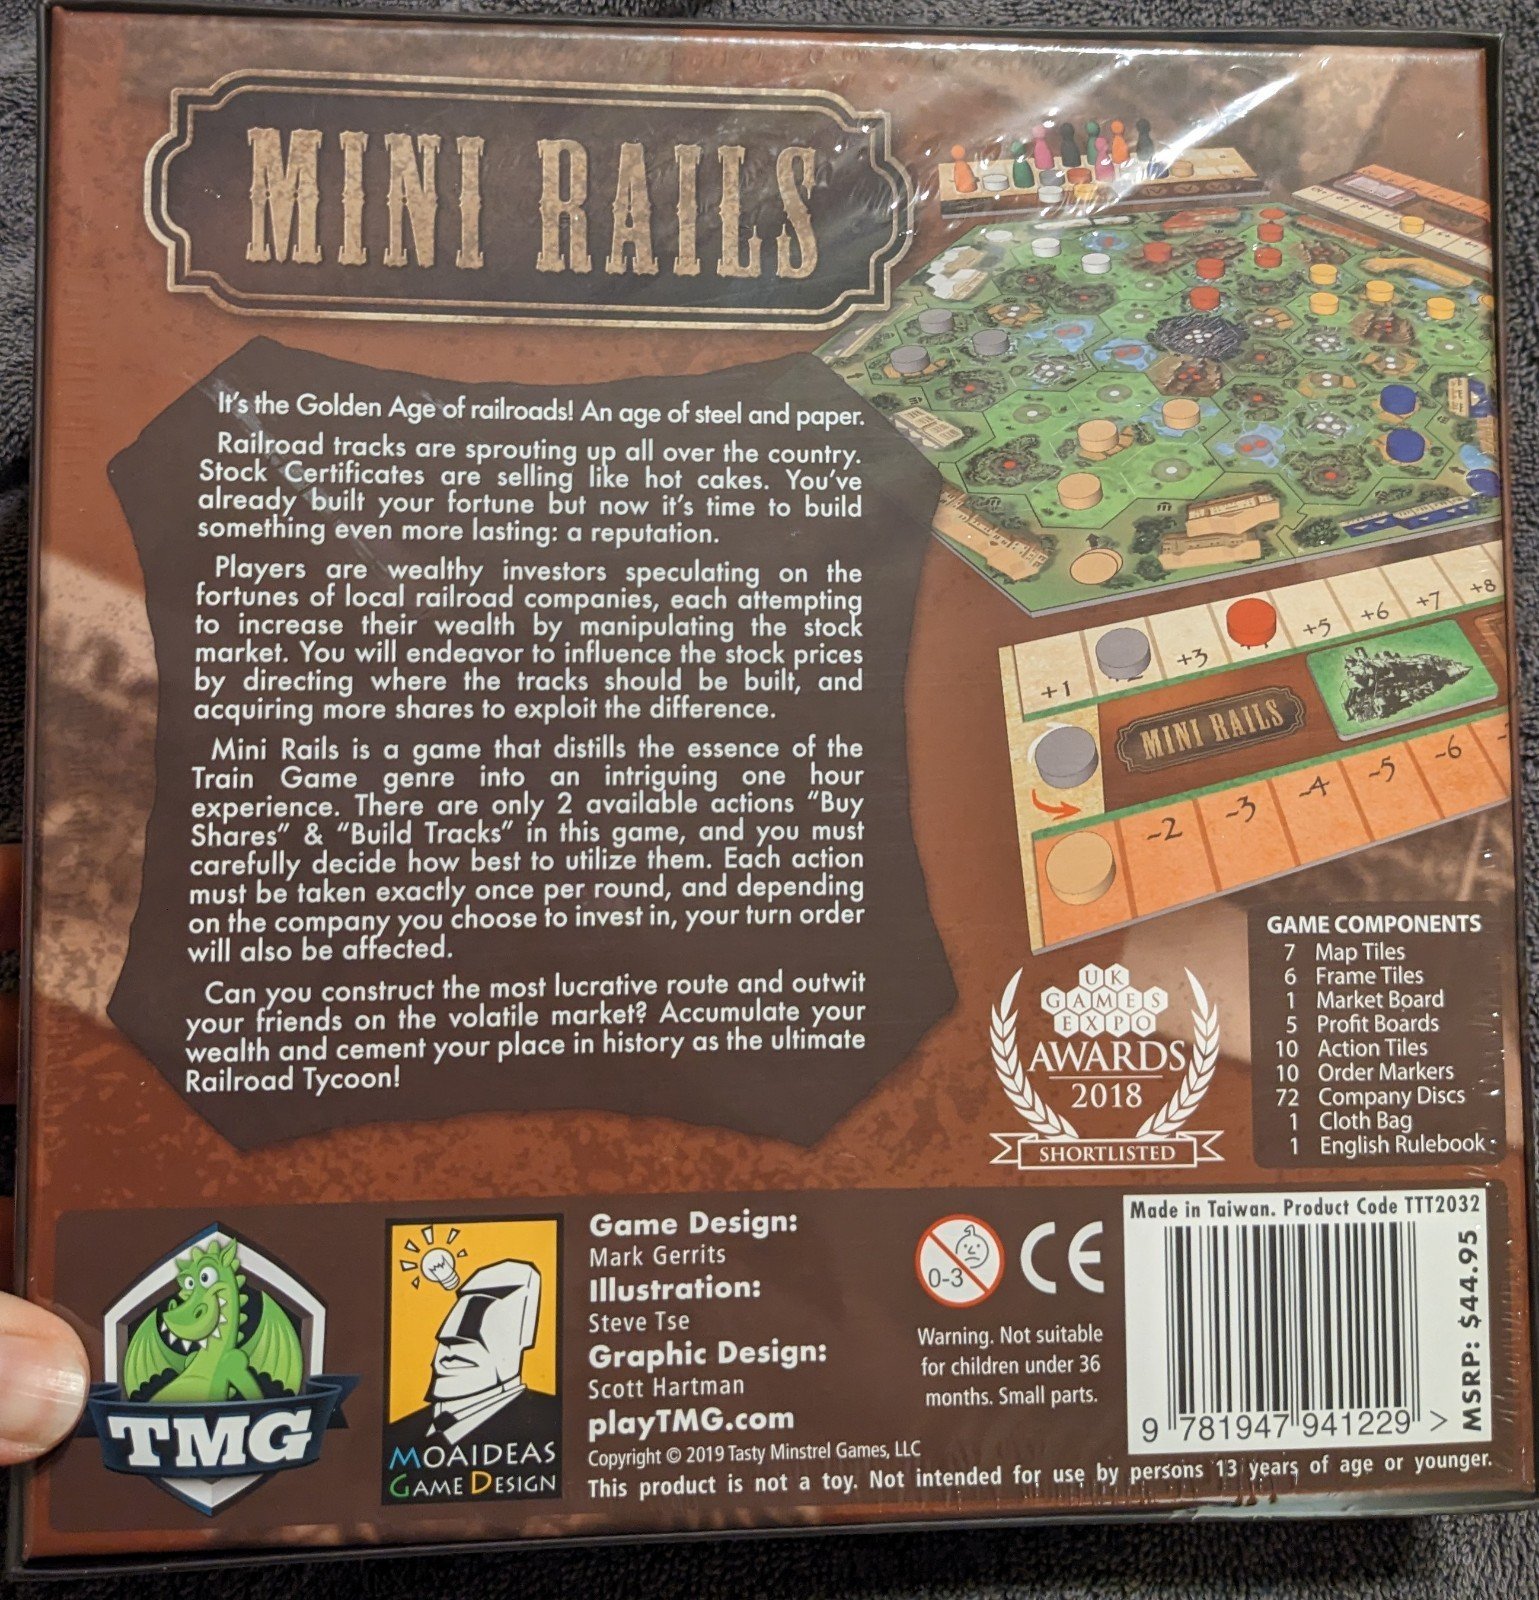 MINI RAILS
It's the Golden Age of railroads! An age of steel and paper.
Railroad tracks are sprouting up all over the country.
Stock Certificates are selling like hot cakes. You've
already built your fortune but now it's time to build
something even more lasting: a reputation.
Players are wealthy investors speculating on the
fortunes of local railroad companies, each attempting
to increase their wealth by manipulating the stock
market. You will endeavor to influence the stock prices
by directing where the tracks should be built, and
acquiring more shares to exploit the difference.
Mini Rails is a game that distills the essence of the
Train Game genre into an intriguing one hour
experience. There are only 2 available actions "Buy
Shares" & "Build Tracks" in this game, and you must
carefully decide how best to utilize them. Each action
must be taken exactly once per round, and depending
on the company you choose to invest in, your turn order
will also be affected.
Can you construct the most lucrative route and outwit
your friends on the volatile market? Accumulate your
wealth and cement your place in history as the ultimate
Railroad Tycoon!
+1 +3 +5 +6 +7 +8
MINI RAILS
-2 -3 -4 -5 -6
UK
GAMES
EXPO
AWARDS
2018
SHORTLISTED
GAME COMPONENTS
7 Map Tiles
6 Frame Tiles
1 Market Board
5 Profit Boards
10 Action Tiles
10 Order Markers
72 Company Discs
1 Cloth Bag
1 English Rulebook
TMG
MOAIDEAS
GAME DESIGN
Game Design:
Mark Gerrits
Illustration:
Steve Tse
Graphic Design:
Scott Hartman
playTMG.com
Copyright © 2019 Tasty Minstrel Games, LLC
This product is not a toy. Not intended for use by persons 13 years of age or younger.
0-3
CE
Warning. Not suitable
for children under 36
months. Small parts.
Made in Taiwan. Product Code TTT2032
9 781947 941229 >
MSRP: $44.95